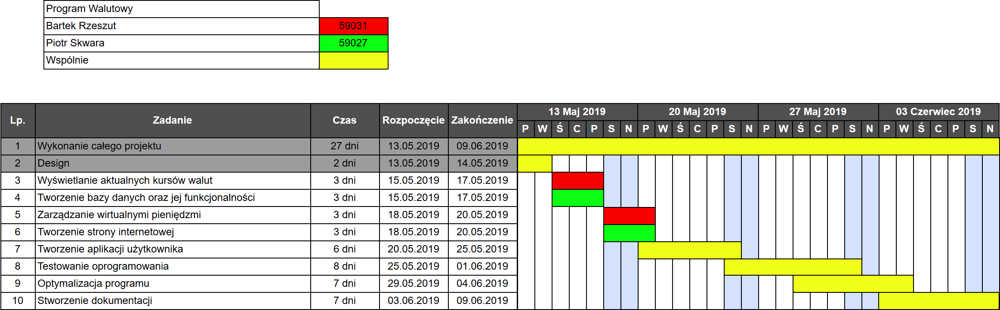 Program Walutowy
Bartek Rzeszut 59031
Piotr Skwara 59027
Wspólnie
Lp. Zadanie Czas Rozpoczęcie Zakończenie 13 Maj 2019 20 Maj 2019 27 Maj 2019 03 Czerwiec 2019
P W Ś C P S N P W Ś C P S N P W Ś C P S N P W Ś C P S N
1 Wykonanie całego projektu 27 dni 13.05.2019 09.06.2019
2 Design 2 dni 13.05.2019 14.05.2019
3 Wyświetlanie aktualnych kursów walut 3 dni 15.05.2019 17.05.2019
4 Tworzenie bazy danych oraz jej funkcjonalności 3 dni 15.05.2019 17.05.2019
5 Zarządzanie wirtualnymi pieniędzmi 3 dni 18.05.2019 20.05.2019
6 Tworzenie strony internetowej 3 dni 18.05.2019 20.05.2019
7 Tworzenie aplikacji użytkownika 6 dni 20.05.2019 25.05.2019
8 Testowanie oprogramowania 8 dni 25.05.2019 01.06.2019
9 Optymalizacja programu 7 dni 29.05.2019 04.06.2019
10 Stworzenie dokumentacji 7 dni 03.06.2019 09.06.2019